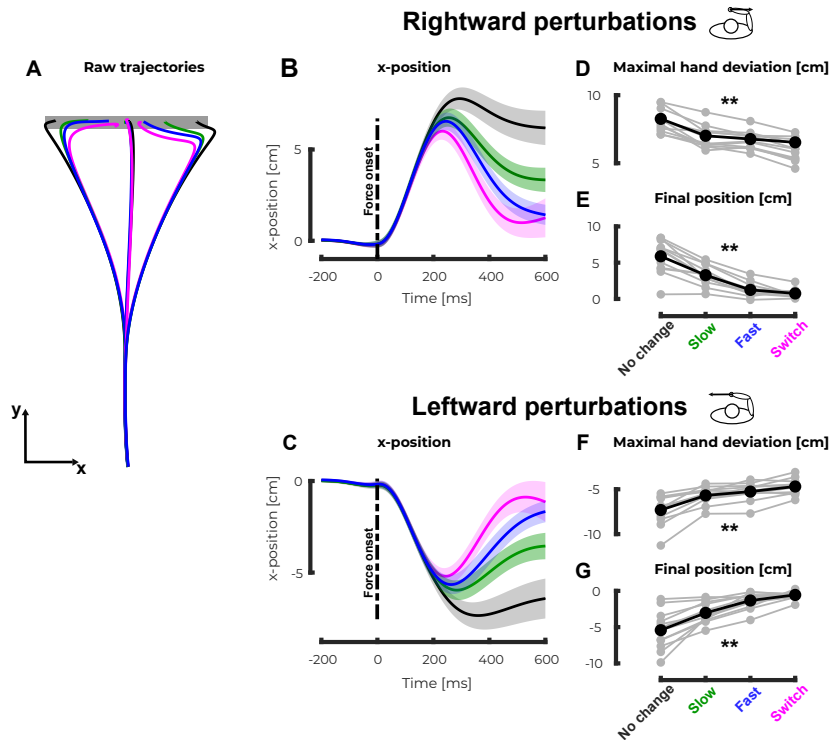 Rightward perturbations
A
Raw trajectories
y
x
B
x-position
x-position [cm]
5
0
Force onset
-200
0
200
400
600
Time [ms]
D
Maximal hand deviation [cm]
10
5
**
E
Final position [cm]
10
5
0
**
No change
Slow
Fast
Switch
Leftward perturbations
C
x-position
x-position [cm]
0
-5
Force onset
-200
0
200
400
600
Time [ms]
F
Maximal hand deviation [cm]
-5
-10
**
G
Final position [cm]
0
-5
-10
**
No change
Slow
Fast
Switch